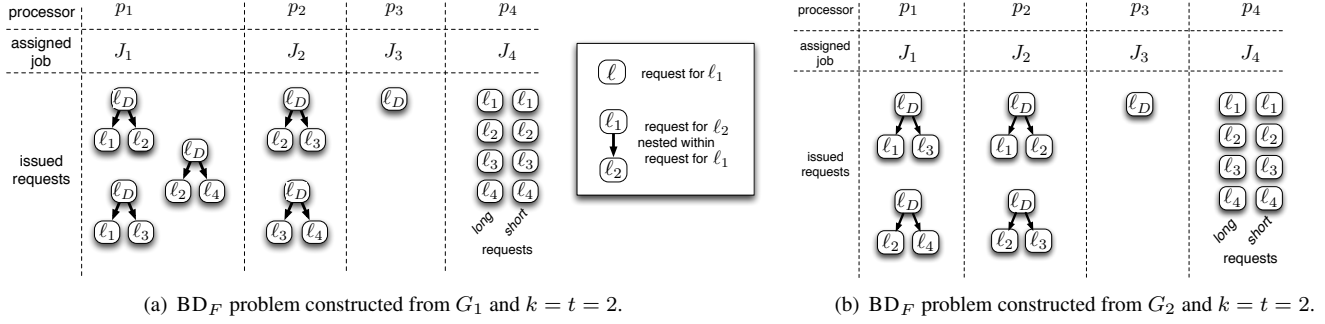 processor p₁ p₂ p₃ p₄
assigned job J₁ J₂ J₃ J₄
issued requests
ℓD ℓD ℓD ℓ₁ ℓ₁
ℓ₁ ℓ₂ ℓ₂ ℓ₃ ℓ₂ ℓ₂
ℓD ℓ₃ ℓ₃
ℓ₂ ℓ₄
ℓD ℓD ℓ₄ ℓ₄
ℓ₁ ℓ₃ ℓ₃ ℓ₄ long short
requests
ℓ request for ℓ₁
ℓ₁ request for ℓ₂
nested within
ℓ₂ request for ℓ₁
processor p₁ p₂ p₃ p₄
assigned job J₁ J₂ J₃ J₄
issued requests
ℓD ℓD ℓD ℓ₁ ℓ₁
ℓ₁ ℓ₃ ℓ₁ ℓ₂ ℓ₂ ℓ₂
ℓ₃ ℓ₃
ℓD ℓD ℓ₄ ℓ₄
ℓ₂ ℓ₄ ℓ₂ ℓ₃ long short
requests
(a) BDF problem constructed from G₁ and k = t = 2.
(b) BDF problem constructed from G₂ and k = t = 2.